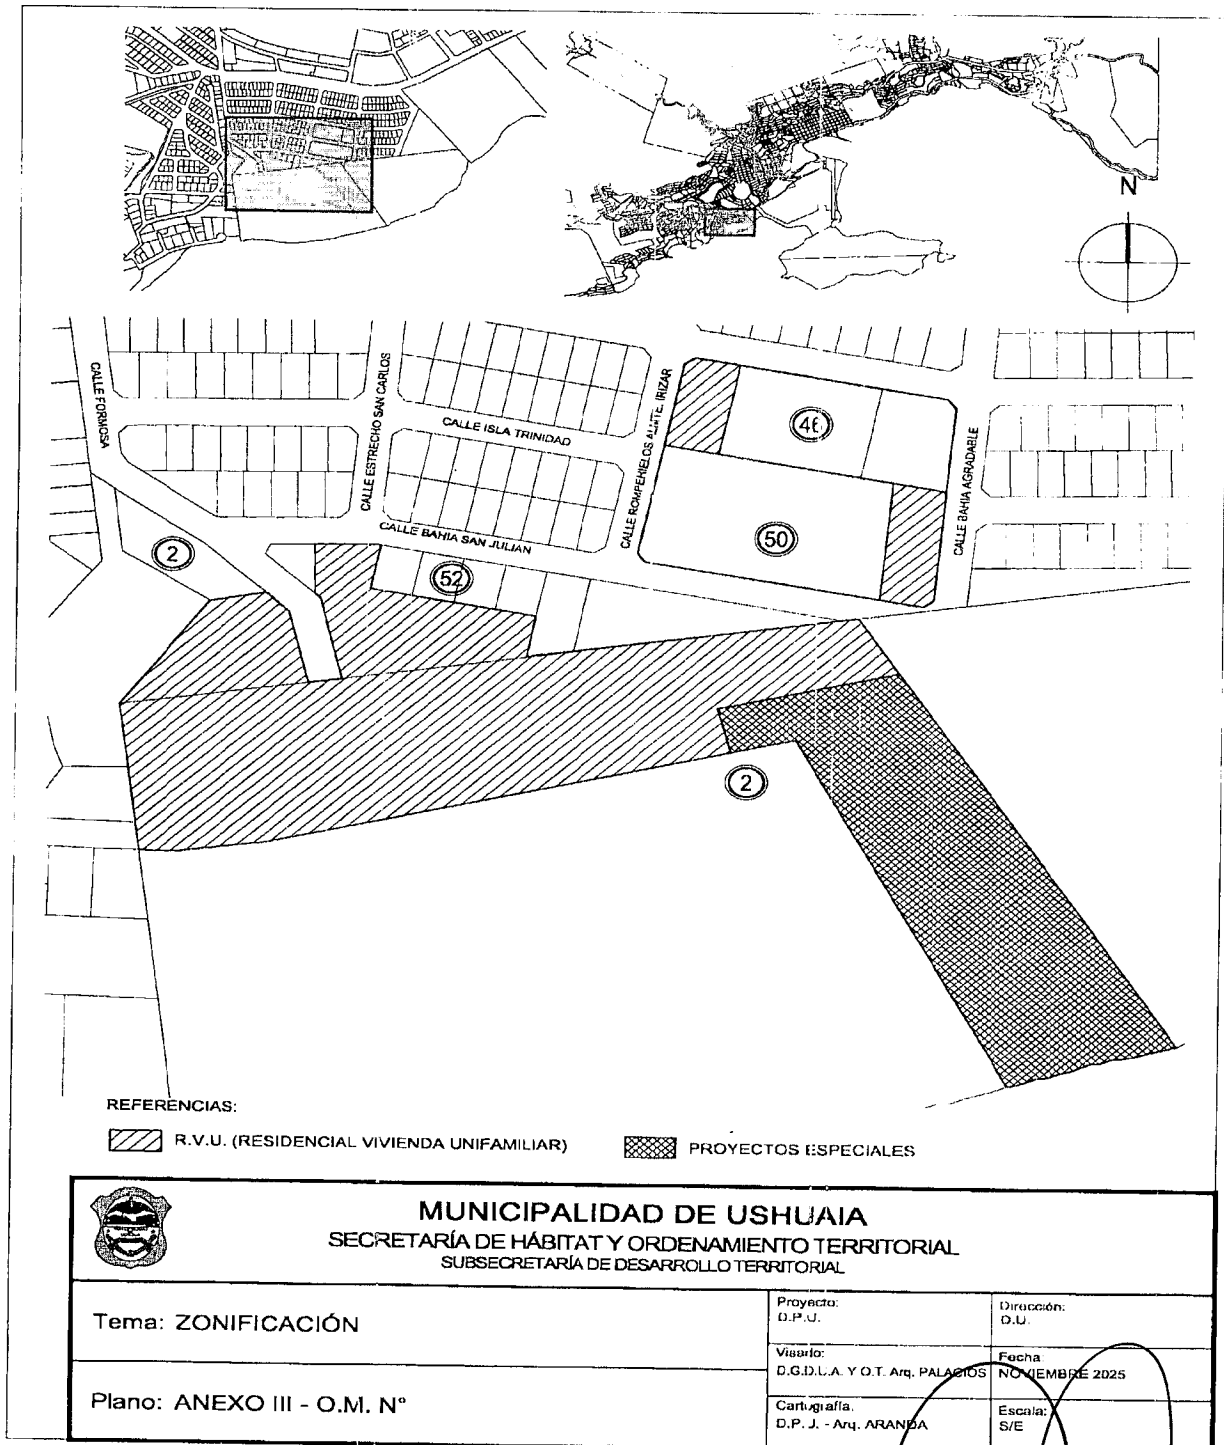 N
CALLE FORMOSA
CALLE ESTRECHO SAN CARLOS
CALLE ISLA TRINIDAD
CALLE ROMPEHIELOS ALMTE. IRIZAR
CALLE BAHIA AGRADABLE
CALLE BAHIA SAN JULIAN
46
50
2
52
2
REFERENCIAS:
R.V.U. (RESIDENCIAL VIVIENDA UNIFAMILIAR)
PROYECTOS ESPECIALES
MUNICIPALIDAD DE USHUAIA
SECRETARÍA DE HÁBITAT Y ORDENAMIENTO TERRITORIAL
SUBSECRETARÍA DE DESARROLLO TERRITORIAL
Tema: ZONIFICACIÓN
Plano: ANEXO III - O.M. N°
Proyecto:
D.P.U.
Dirección:
D.U.
Visado:
D.G.D.U.A. Y O.T. Arq. PALACIOS
Fecha
NOVIEMBRE 2025
Cartografía.
D.P. J. - Arq. ARANDA
Escala:
S/E